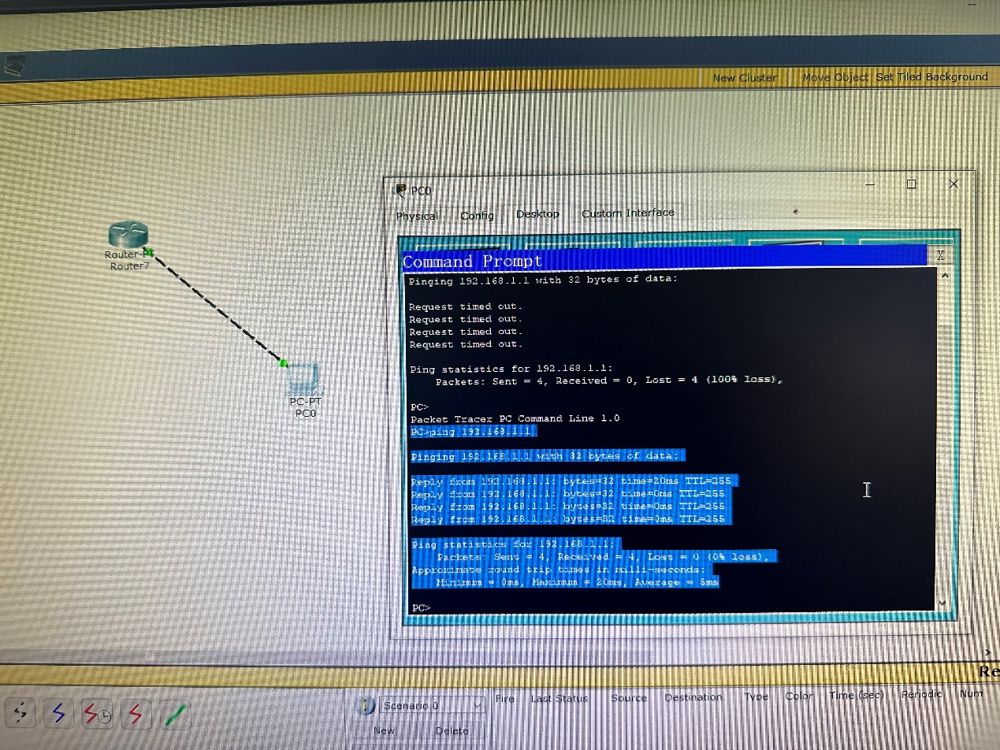 New Cluster
Move Object
Set Tiled Background
Router-PT
Router7
PC-PT
PC0
PC0
Physical
Config
Desktop
Custom Interface
Command Prompt
X
Pinging 192.168.1.1 with 32 bytes of data:
Request timed out.
Request timed out.
Request timed out.
Request timed out.
Ping statistics for 192.168.1.1:
Packets: Sent = 4, Received = 0, Lost = 4 (100% loss),
PC>
Packet Tracer PC Command Line 1.0
PC>ping 192.168.1.1
Pinging 192.168.1.1 with 32 bytes of data:
Reply from 192.168.1.1: bytes=32 time=20ms TTL=255
Reply from 192.168.1.1: bytes=32 time=0ms TTL=255
Reply from 192.168.1.1: bytes=32 time=0ms TTL=255
Reply from 192.168.1.1: bytes=32 time=0ms TTL=255
Ping statistics for 192.168.1.1:
Packets: Sent = 4, Received = 4, Lost = 0 (0% loss),
Approximate round trip times in milli-seconds:
Minimum = 0ms, Maximum = 20ms, Average = 5ms
PC>
Re
Scenario 0
Fire
Last Status
Source
Destination
Type
Color
Time (sec)
Periodic
Num
New
Delete